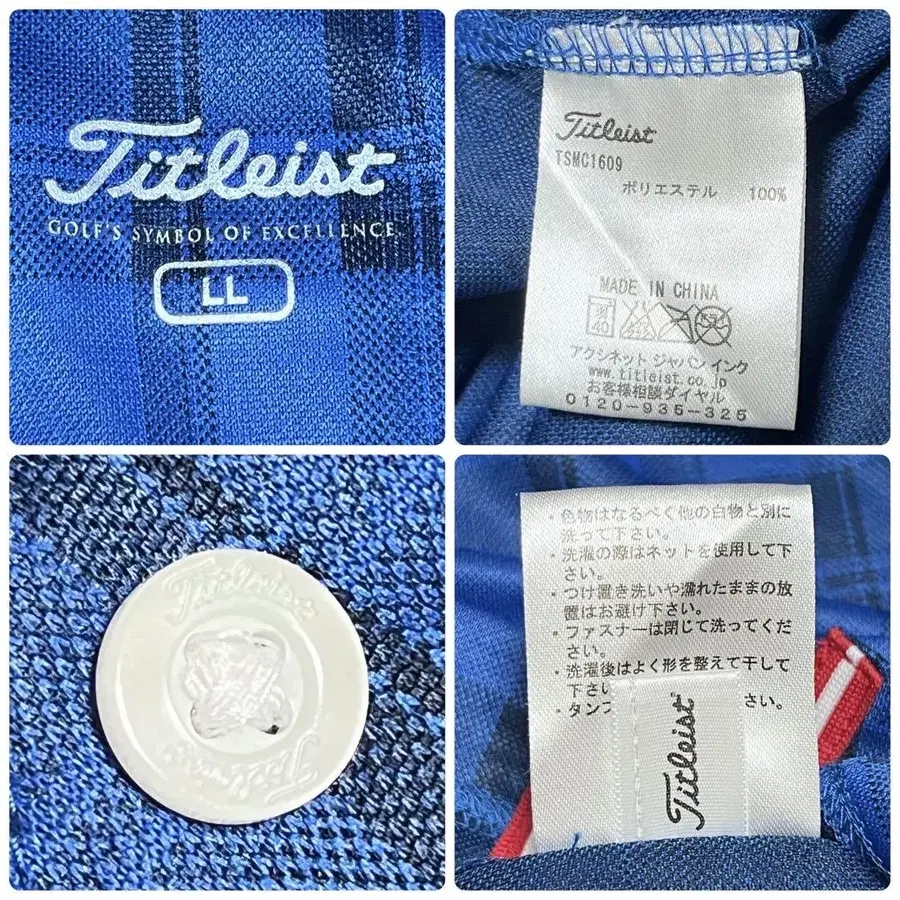 Titleist
GOLF'S SYMBOL OF EXCELLENCE
LL
Titleist
TSMC1609
ポリエステル 100%
MADE IN CHINA
40
アクシネット ジャパン インク
www.titleist.co.jp
お客様相談ダイヤル
0120-935-325
Titleist
Titleist
・色物はなるべく他の白物と別に
洗って下さい。
・洗濯の際はネットを使用して下
さい。
・つけ置き洗いや濡れたままの放
置はお避け下さい。
・ファスナーは閉じて洗ってくだ
さい。
・洗濯後はよく形を整えて干して
下さい
・タン さい。
Titleist